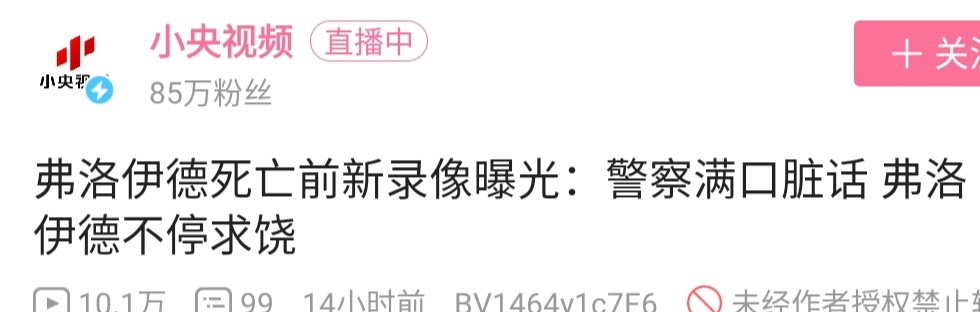 小央视频 直播中
十 关注
小央视
85万粉丝
弗洛伊德死亡前新录像曝光：警察满口脏话 弗洛
伊德不停求饶
10.1万 99 14小时前 BV1464y1c7E6 未经作者授权禁止转